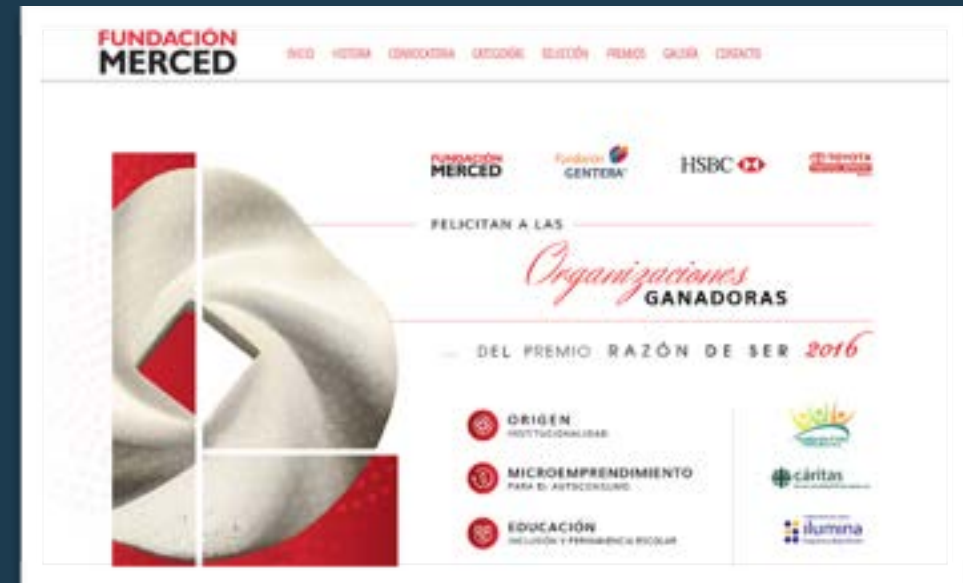 FUNDACIÓN
MERCED
INICIO HISTORIA CONVOCATORIA CATEGORÍAS SELECCIÓN PREMIOS GALERÍA CONTACTO
FUNDACIÓN
MERCED
Fundación
GENTERA
HSBC
TOYOTA
FELICITAN A LAS
Organizaciones
GANADORAS
DEL PREMIO RAZÓN DE SER 2016
ORIGEN
INSTITUCIONALIDAD
MICROEMPRENDIMIENTO
PARA EL AUTOCONSUMO
cáritas
EDUCACIÓN
INCLUSIÓN Y PERMANENCIA ESCOLAR
ilumina